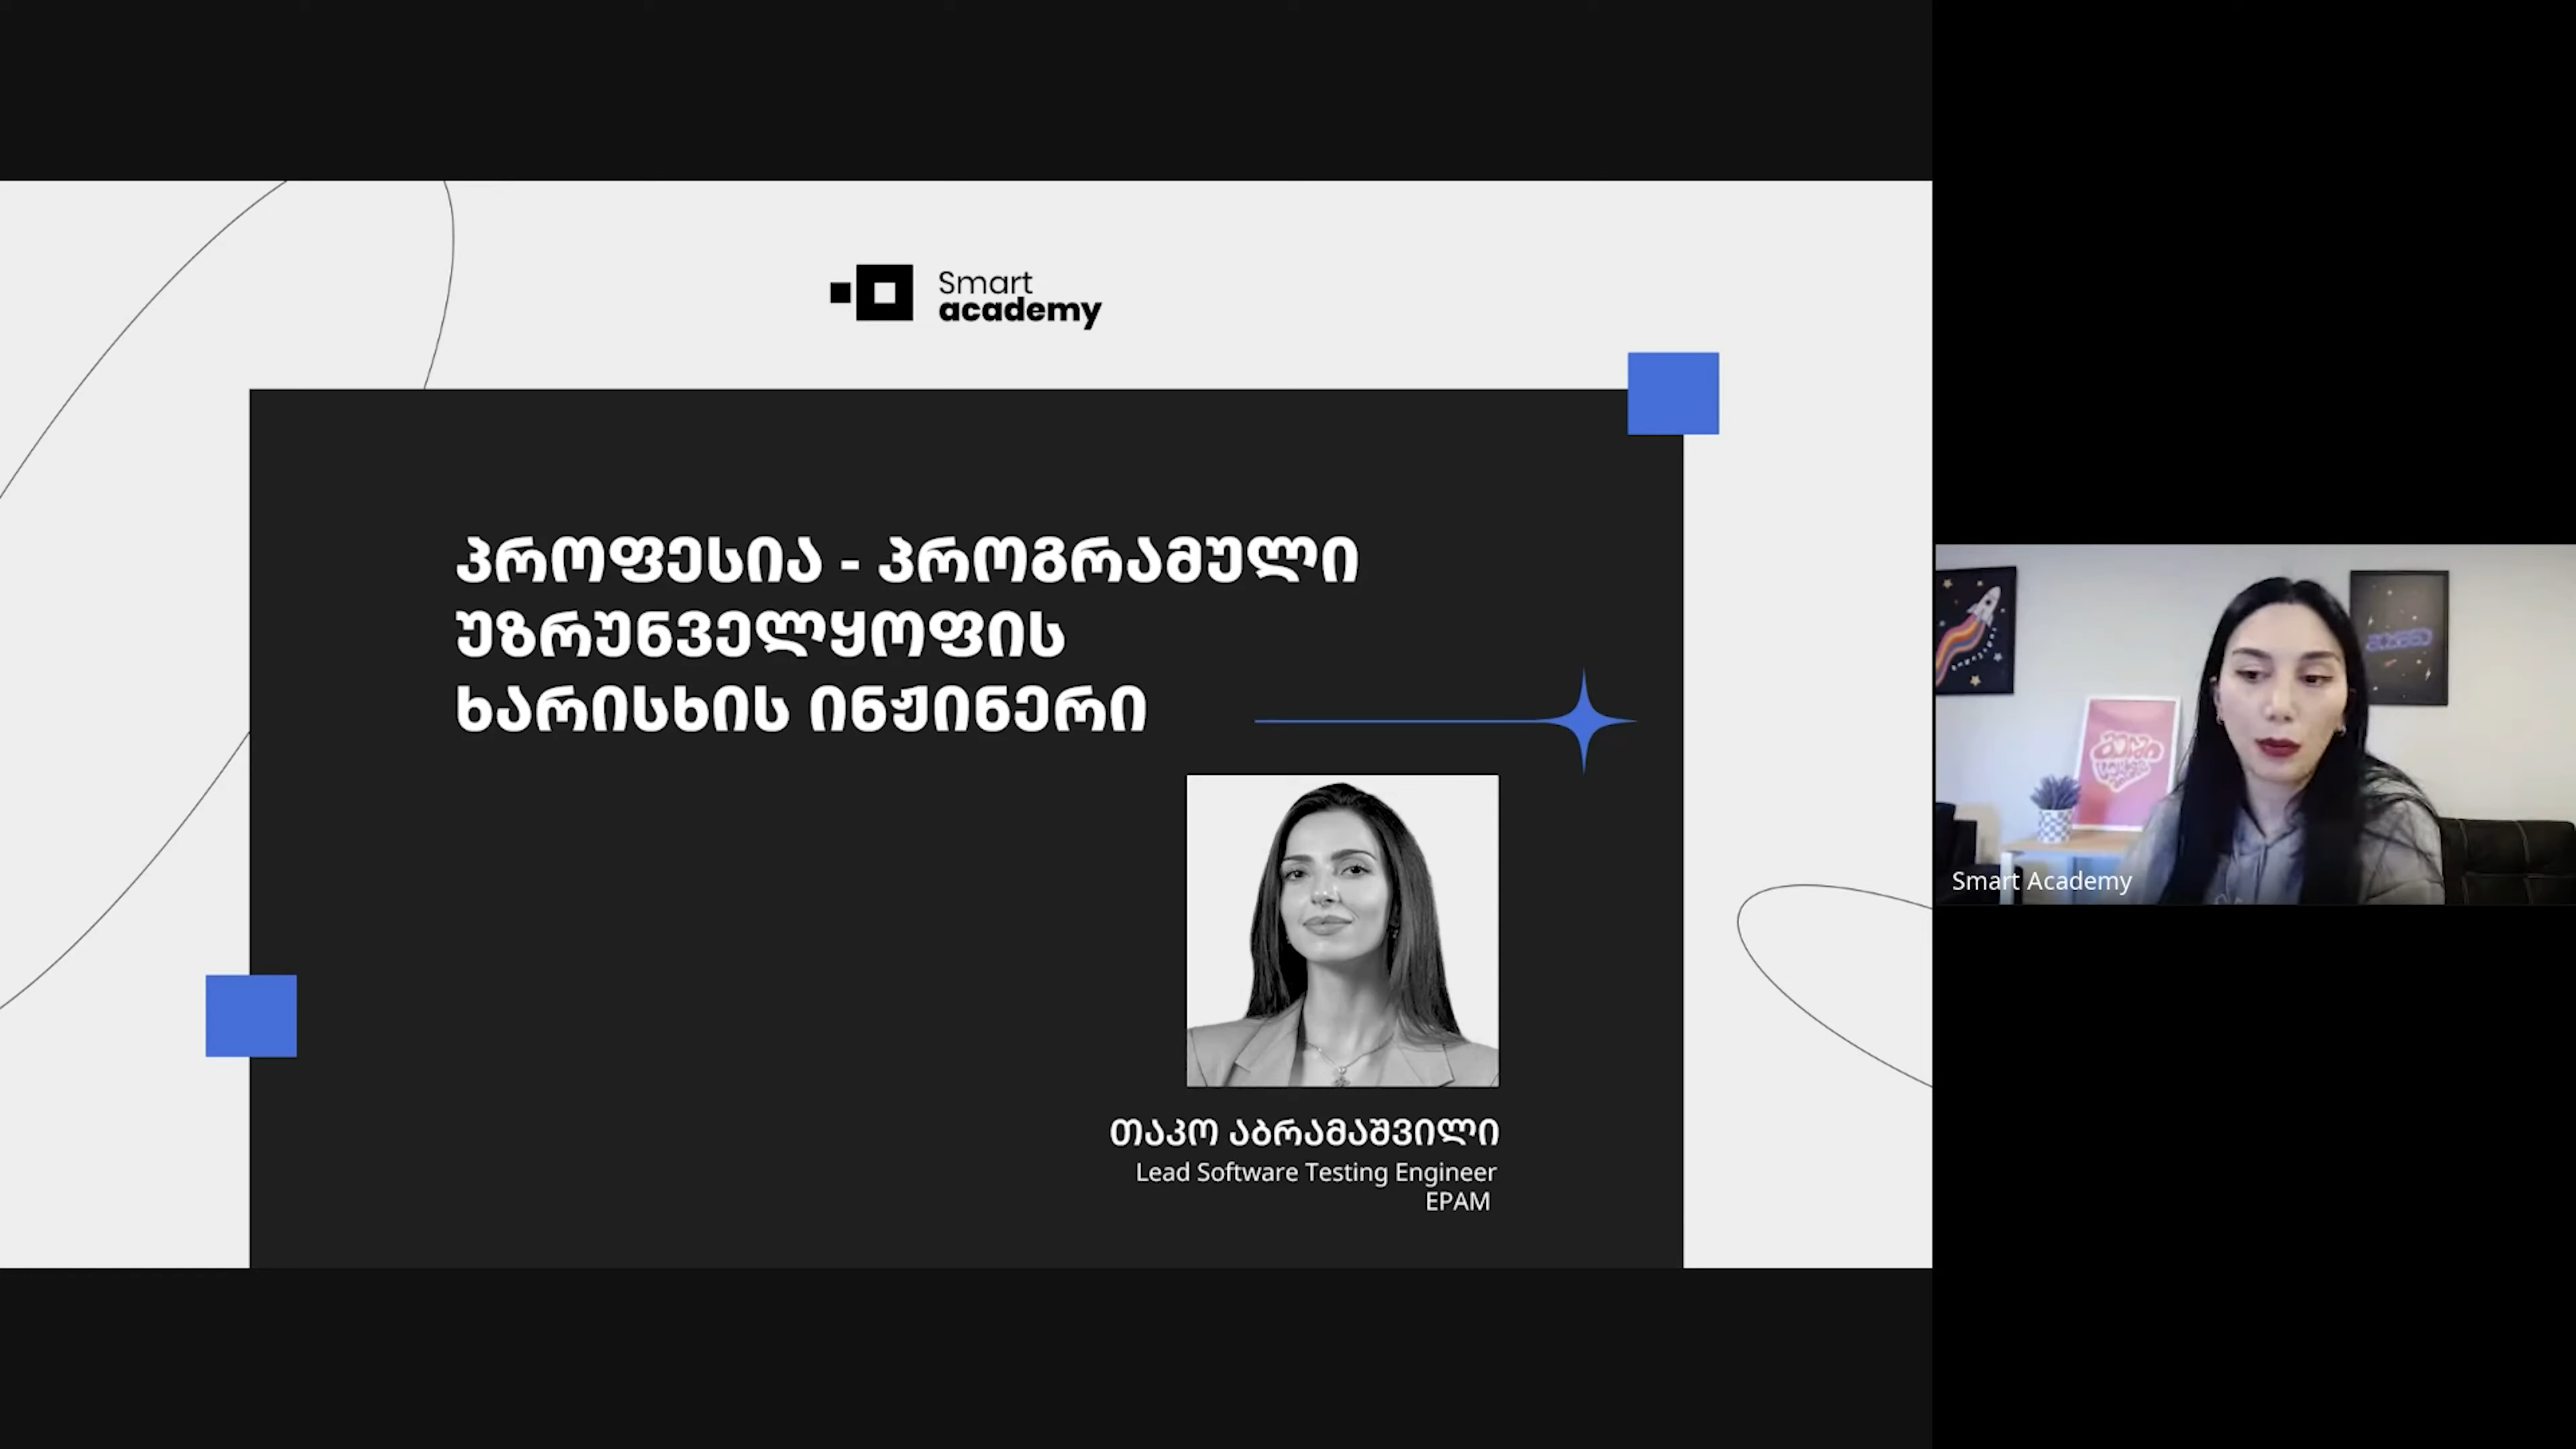 Smart
academy
პროფესია - პროგრამული
უზრუნველყოფის
ხარისხის ინჟინერი
თაკო აბრამაშვილი
Lead Software Testing Engineer
EPAM
Smart Academy